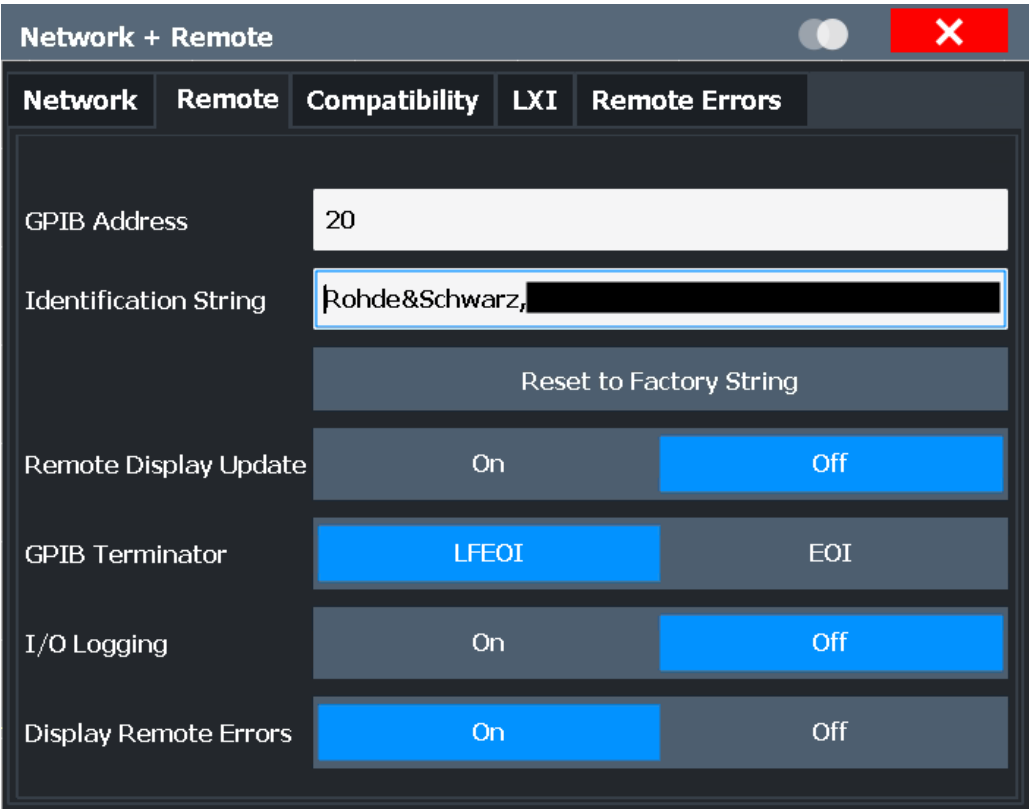 Network + Remote
Network Remote Compatibility LXI Remote Errors
GPIB Address 20
Identification String Rohde&Schwarz,
Reset to Factory String
Remote Display Update On Off
GPIB Terminator LFEOI EOI
I/O Logging On Off
Display Remote Errors On Off